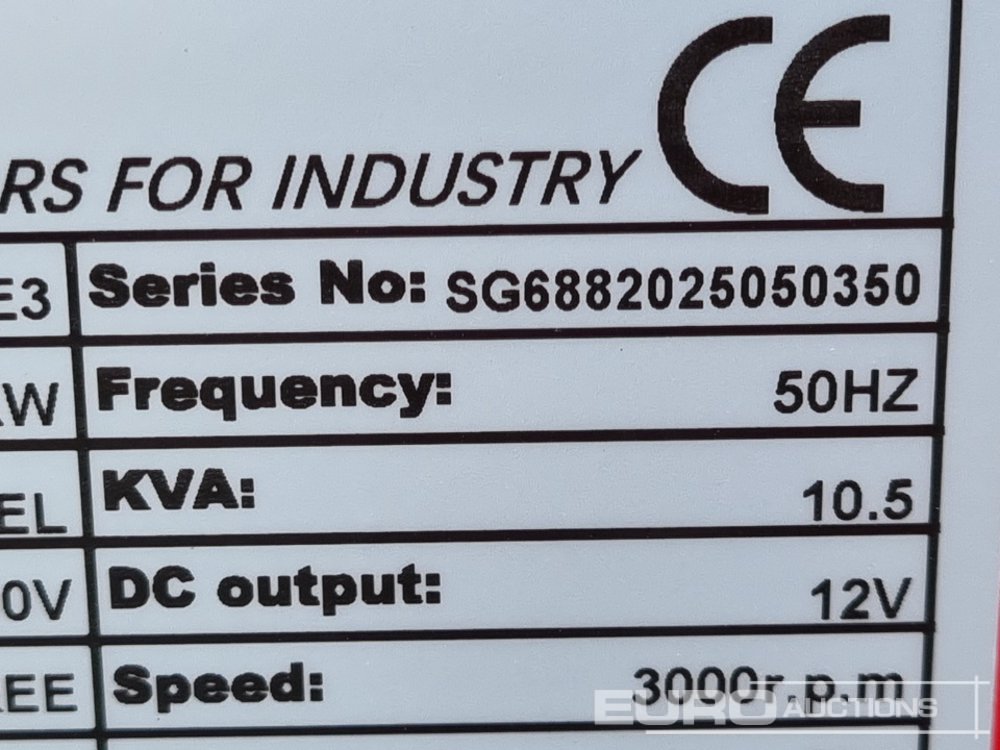 CE
RS FOR INDUSTRY
E3 Series No: SG6882025050350
W Frequency: 50HZ
EL KVA: 10.5
0V DC output: 12V
EE Speed: 3000r.p.m
EURO AUCTIONS